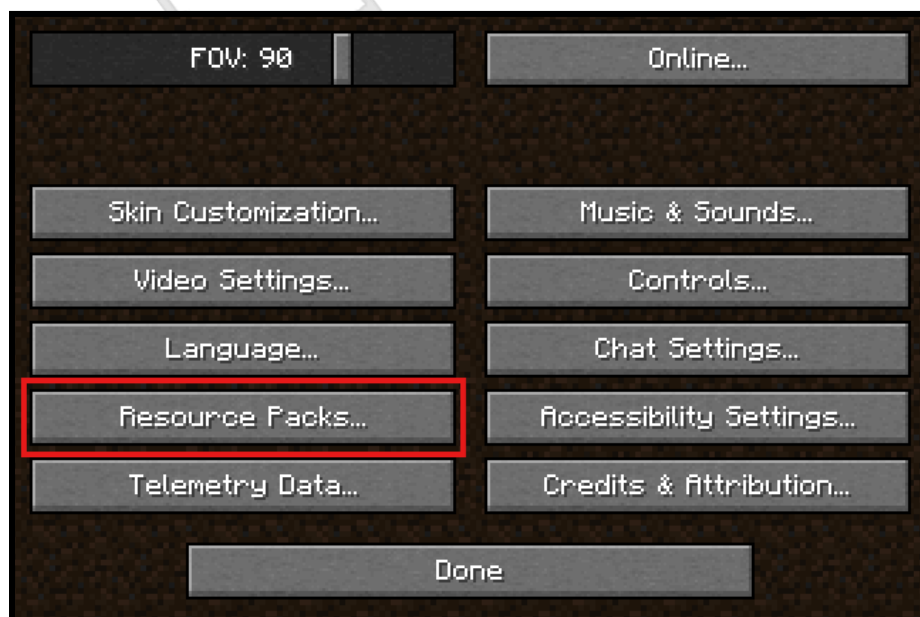 FOV: 90
Online...
Skin Customization...
Music & Sounds...
Video Settings...
Controls...
Language...
Chat Settings...
Resource Packs...
Accessibility Settings...
Telemetry Data...
Credits & Attribution...
Done